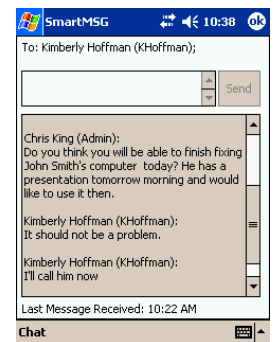 SmartMSG 10:38 ok
To: Kimberly Hoffman (KHoffman);
Send
Chris King (Admin):
Do you think you will be able to finish fixing
John Smith's computer today? He has a
presentation tomorrow morning and would
like to use it then.
Kimberly Hoffman (KHoffman):
It should not be a problem.
Kimberly Hoffman (KHoffman):
I'll call him now
Last Message Received: 10:22 AM
Chat